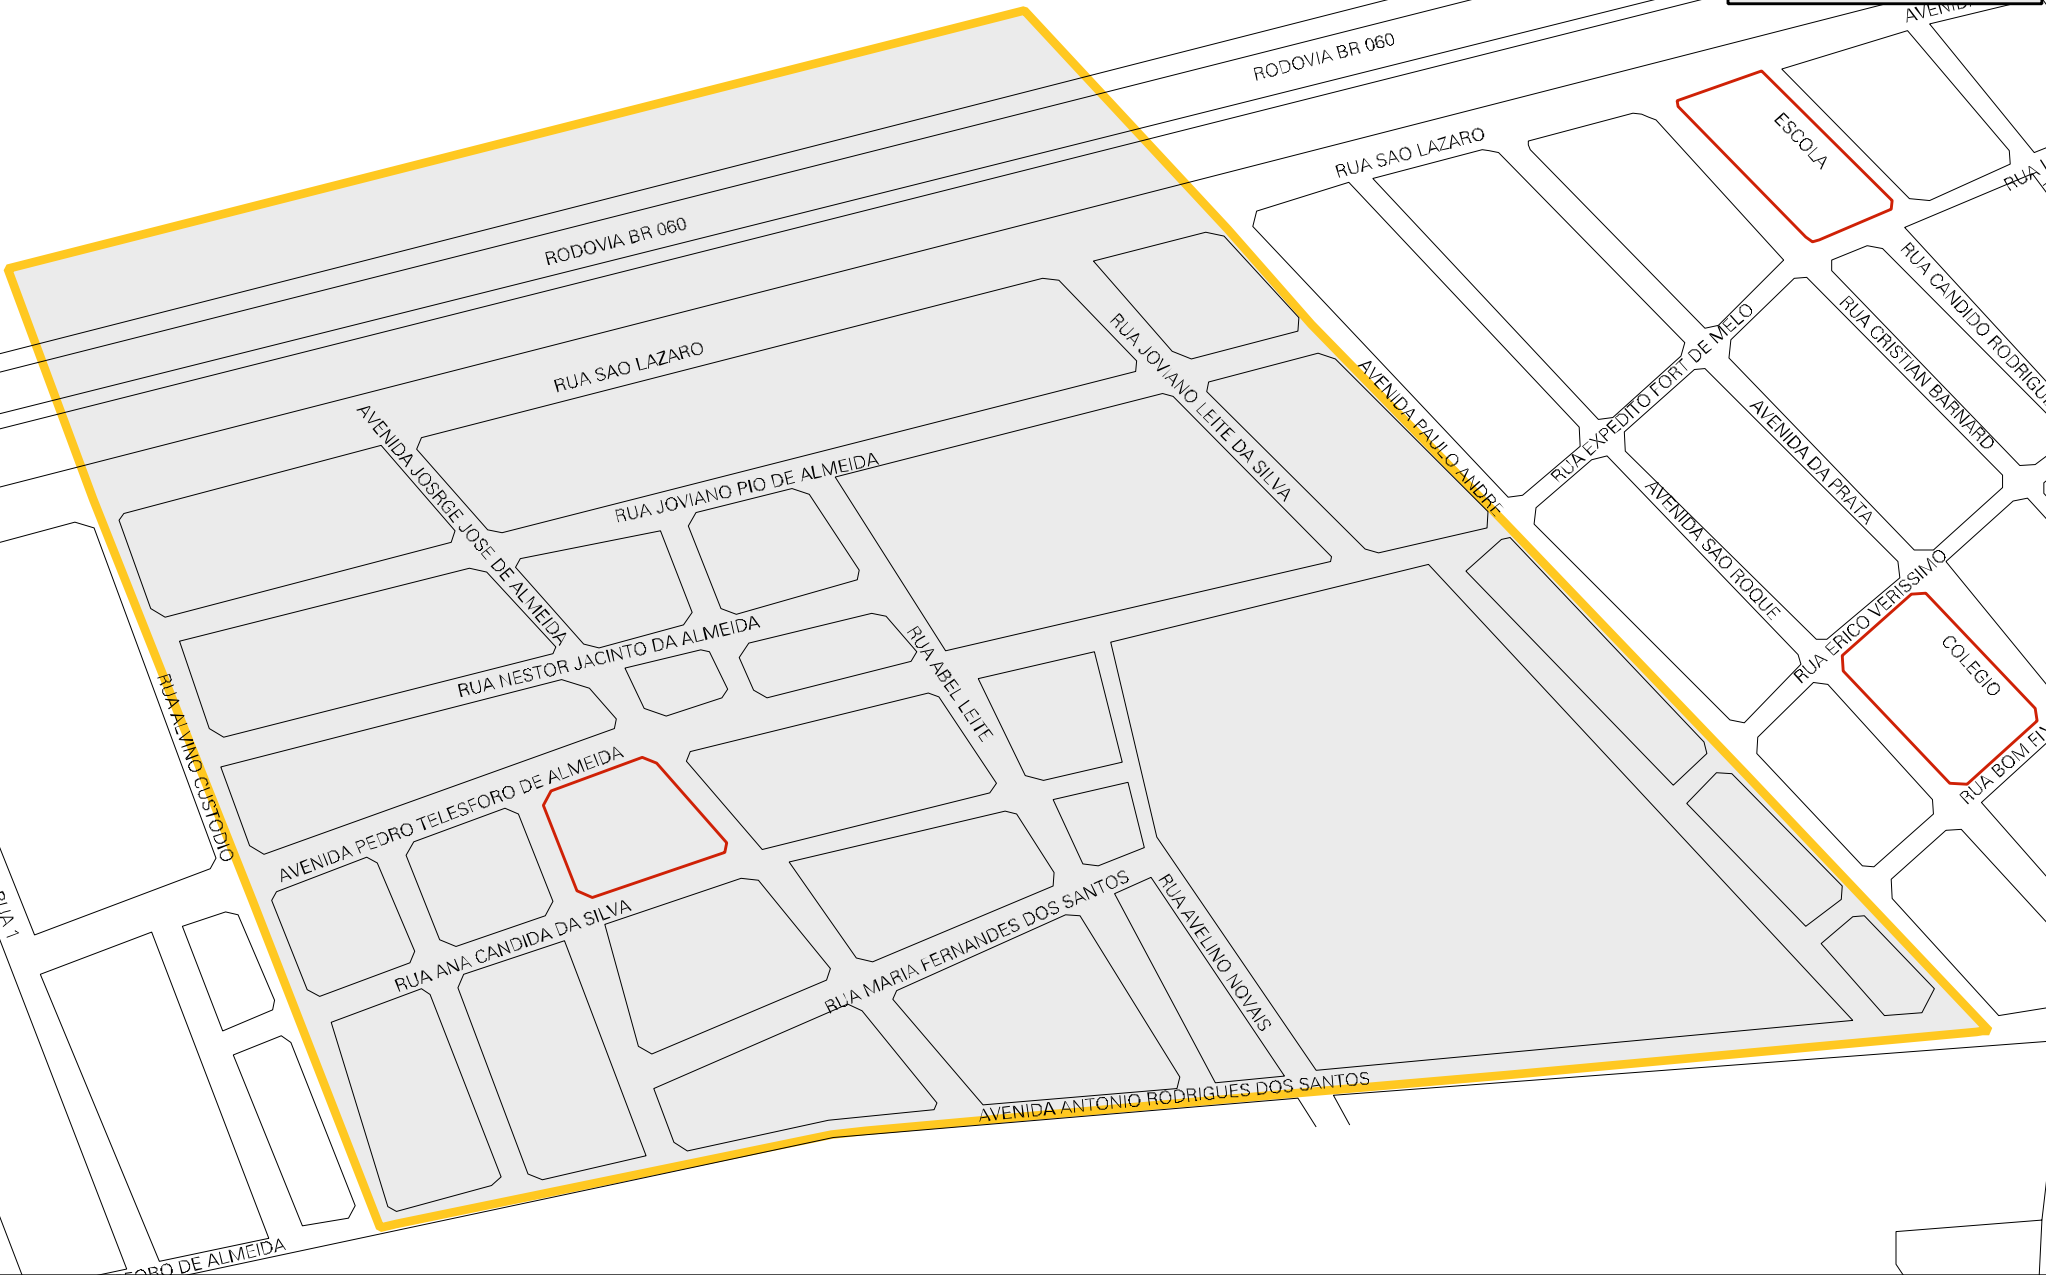 RODOVIA BR 060
RUA SAO LAZARO
ESCOLA
RODOVIA BR 060
RUA CANDIDO
RUA CRISTIAN BARNARD
RUA JOVIANO LEITE DA SILVA
RUA EXPEDITO FORT DE MELO
RUA SAO LAZARO
AVENIDA PAULO ANDRE
AVENIDA DA PRATA
AVENIDA JOSRGE JOSE DE ALMEIDA
RUA JOVIANO PIO DE ALMEIDA
AVENIDA SAO ROQUE
RUA ERICO VERISSIMO
COLEGIO
RUA NESTOR JACINTO DA ALMEIDA
RUA ABEL LEITE
RUA ALVINO CUSTODIO
RUA BOM
AVENIDA PEDRO TELESFORO DE ALMEIDA
RUA ANA CANDIDA DA SILVA
RUA MARIA FERNANDES DOS SANTOS
RUA AVELINO NOVAIS
RUA 1
AVENIDA ANTONIO RODRIGUES DOS SANTOS
DE ALMEIDA